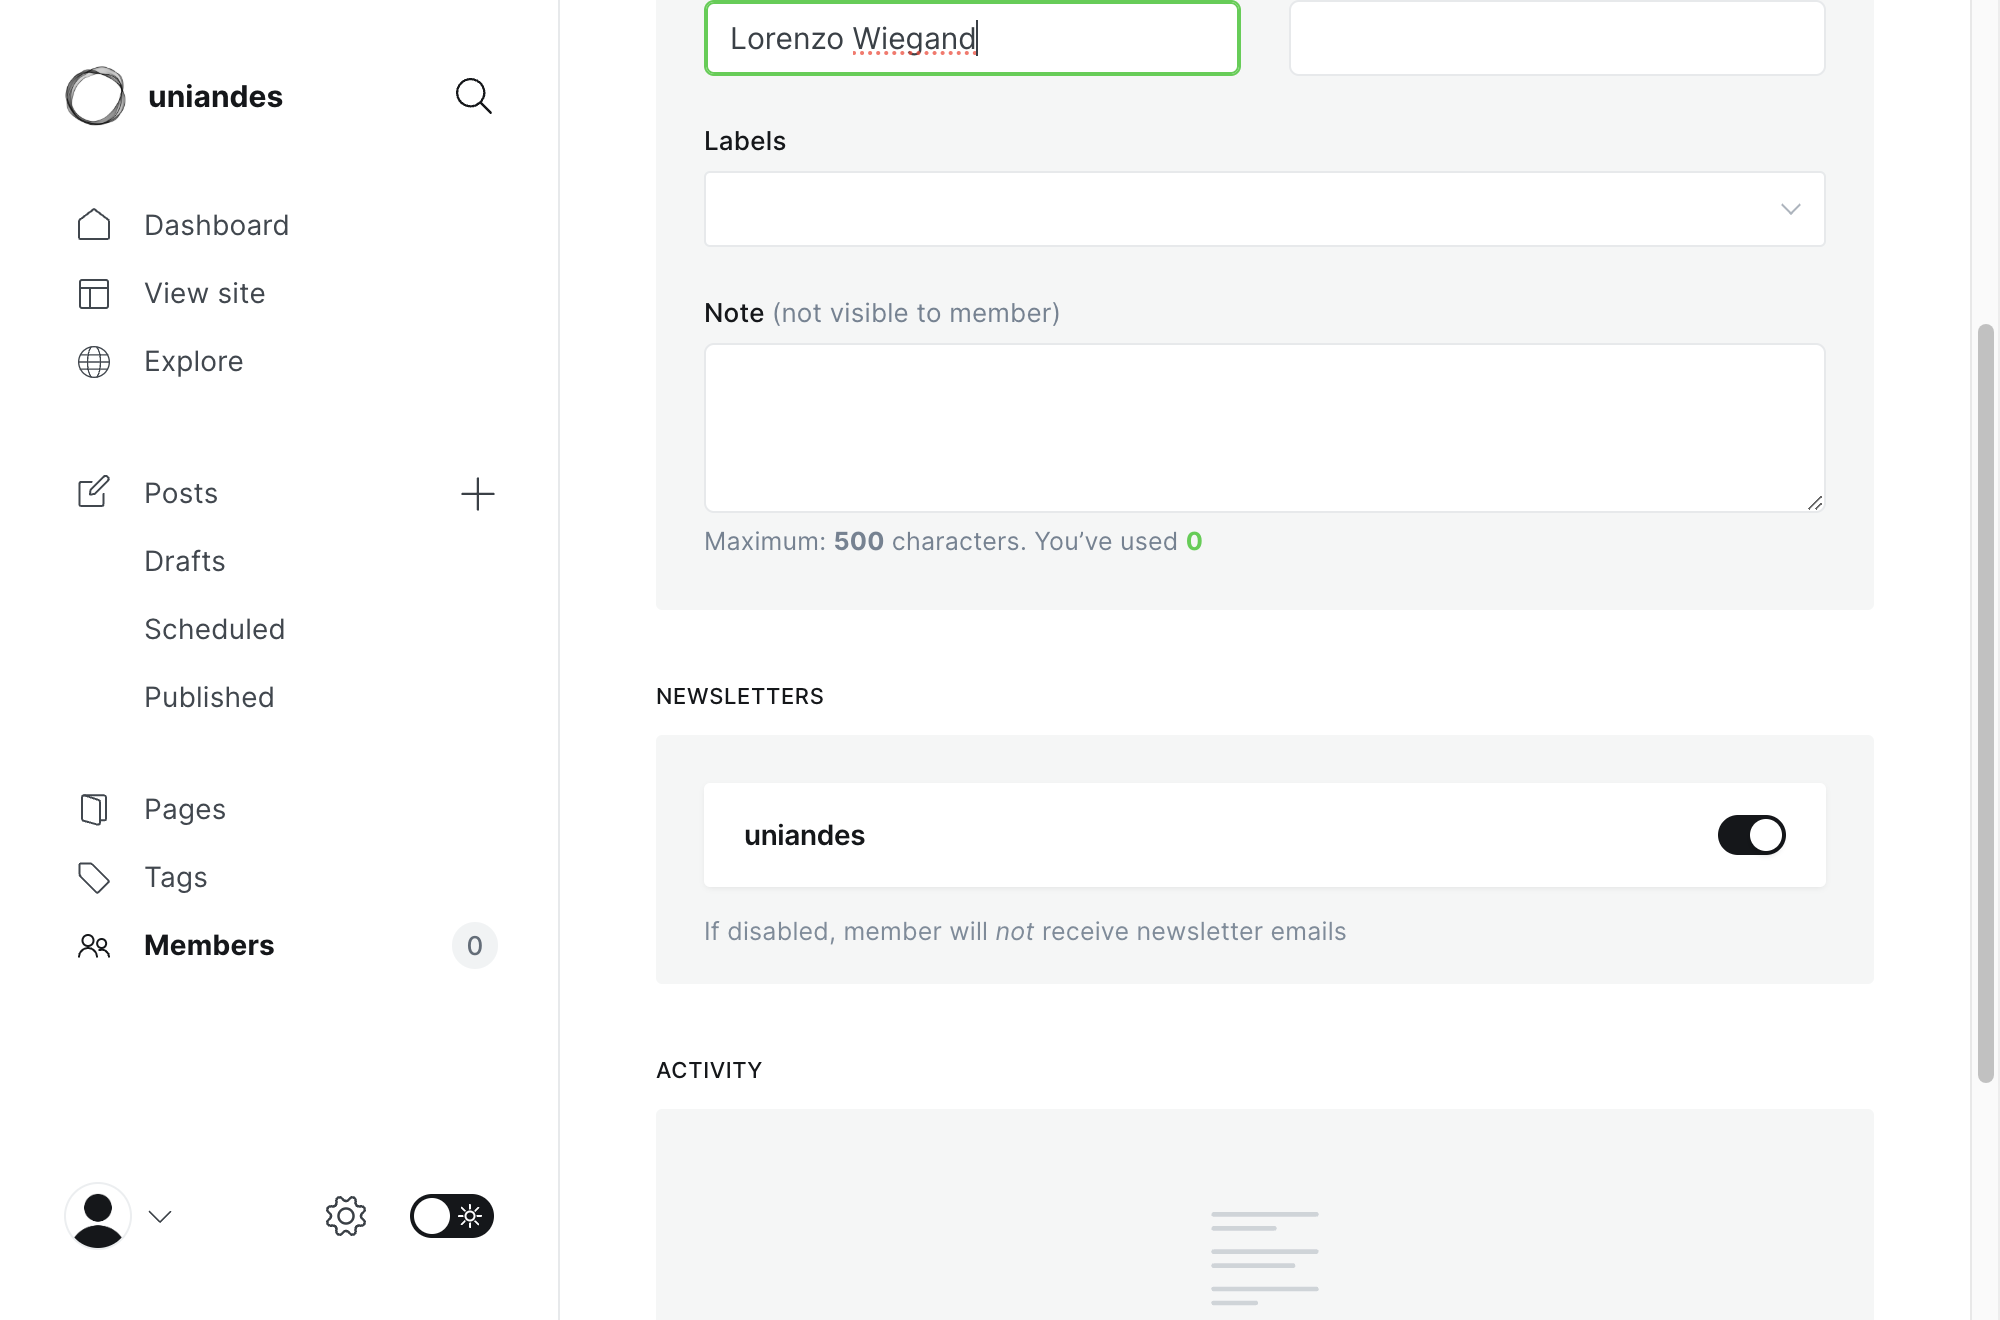 uniandes
Dashboard
View site
Explore
Posts
Drafts
Scheduled
Published
Pages
Tags
Members
0
Lorenzo Wiegand
Labels
Note (not visible to member)
Maximum: 500 characters. You’ve used 0
NEWSLETTERS
uniandes
If disabled, member will not receive newsletter emails
ACTIVITY